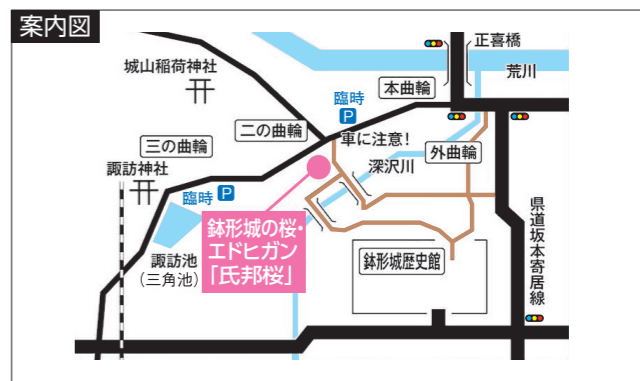 案内図
正喜橋
荒川
城山稲荷神社
本曲輪
臨時
P
二の曲輪
車に注意!
三の曲輪
外曲輪
深沢川
諏訪神社
臨時 P
鉢形城の桜・
エドヒガン
「氏邦桜」
県道坂本寄居線
諏訪池
(三角池)
鉢形城歴史館